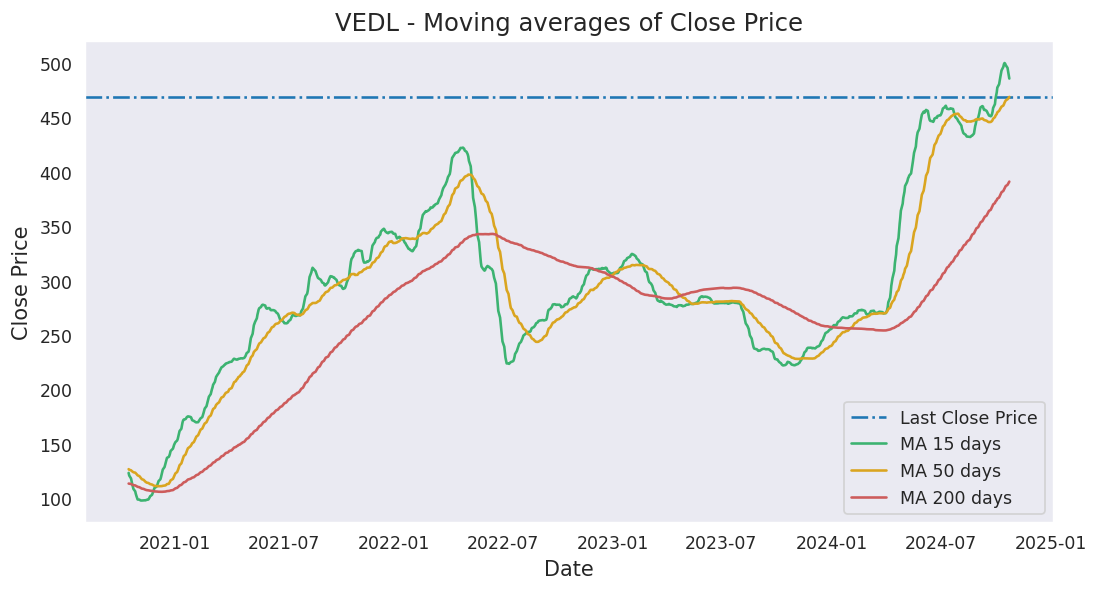 VEDL - Moving averages of Close Price
Close Price
500
450
400
350
300
250
200
150
100
Last Close Price
MA 15 days
MA 50 days
MA 200 days
2021-01 2021-07 2022-01 2022-07 2023-01 2023-07 2024-01 2024-07 2025-01
Date